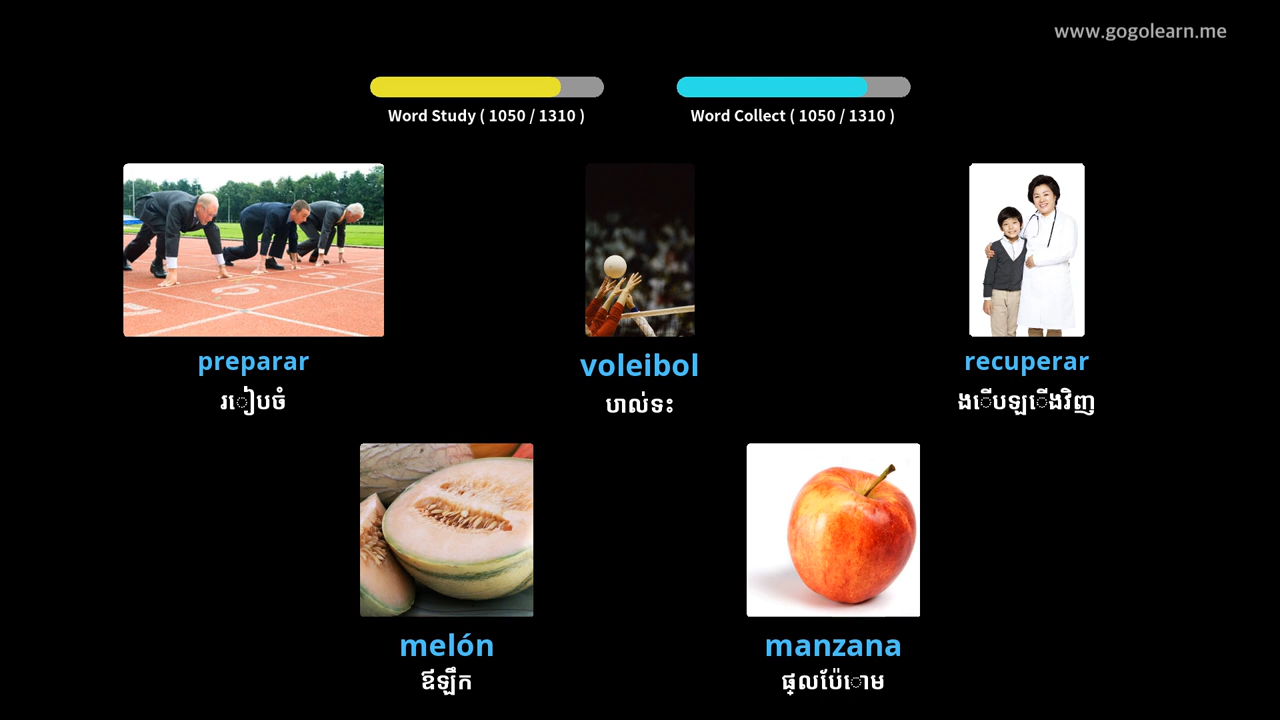 www.gogolearn.me
Word Study ( 1050 / 1310 )
Word Collect ( 1050 / 1310 )
preparar
រៀបចំ
voleibol
បាល់ទះ
recuperar
ងើបឡើងវិញ
melón
ឪឡឹក
manzana
ផ្លប៉ែោម